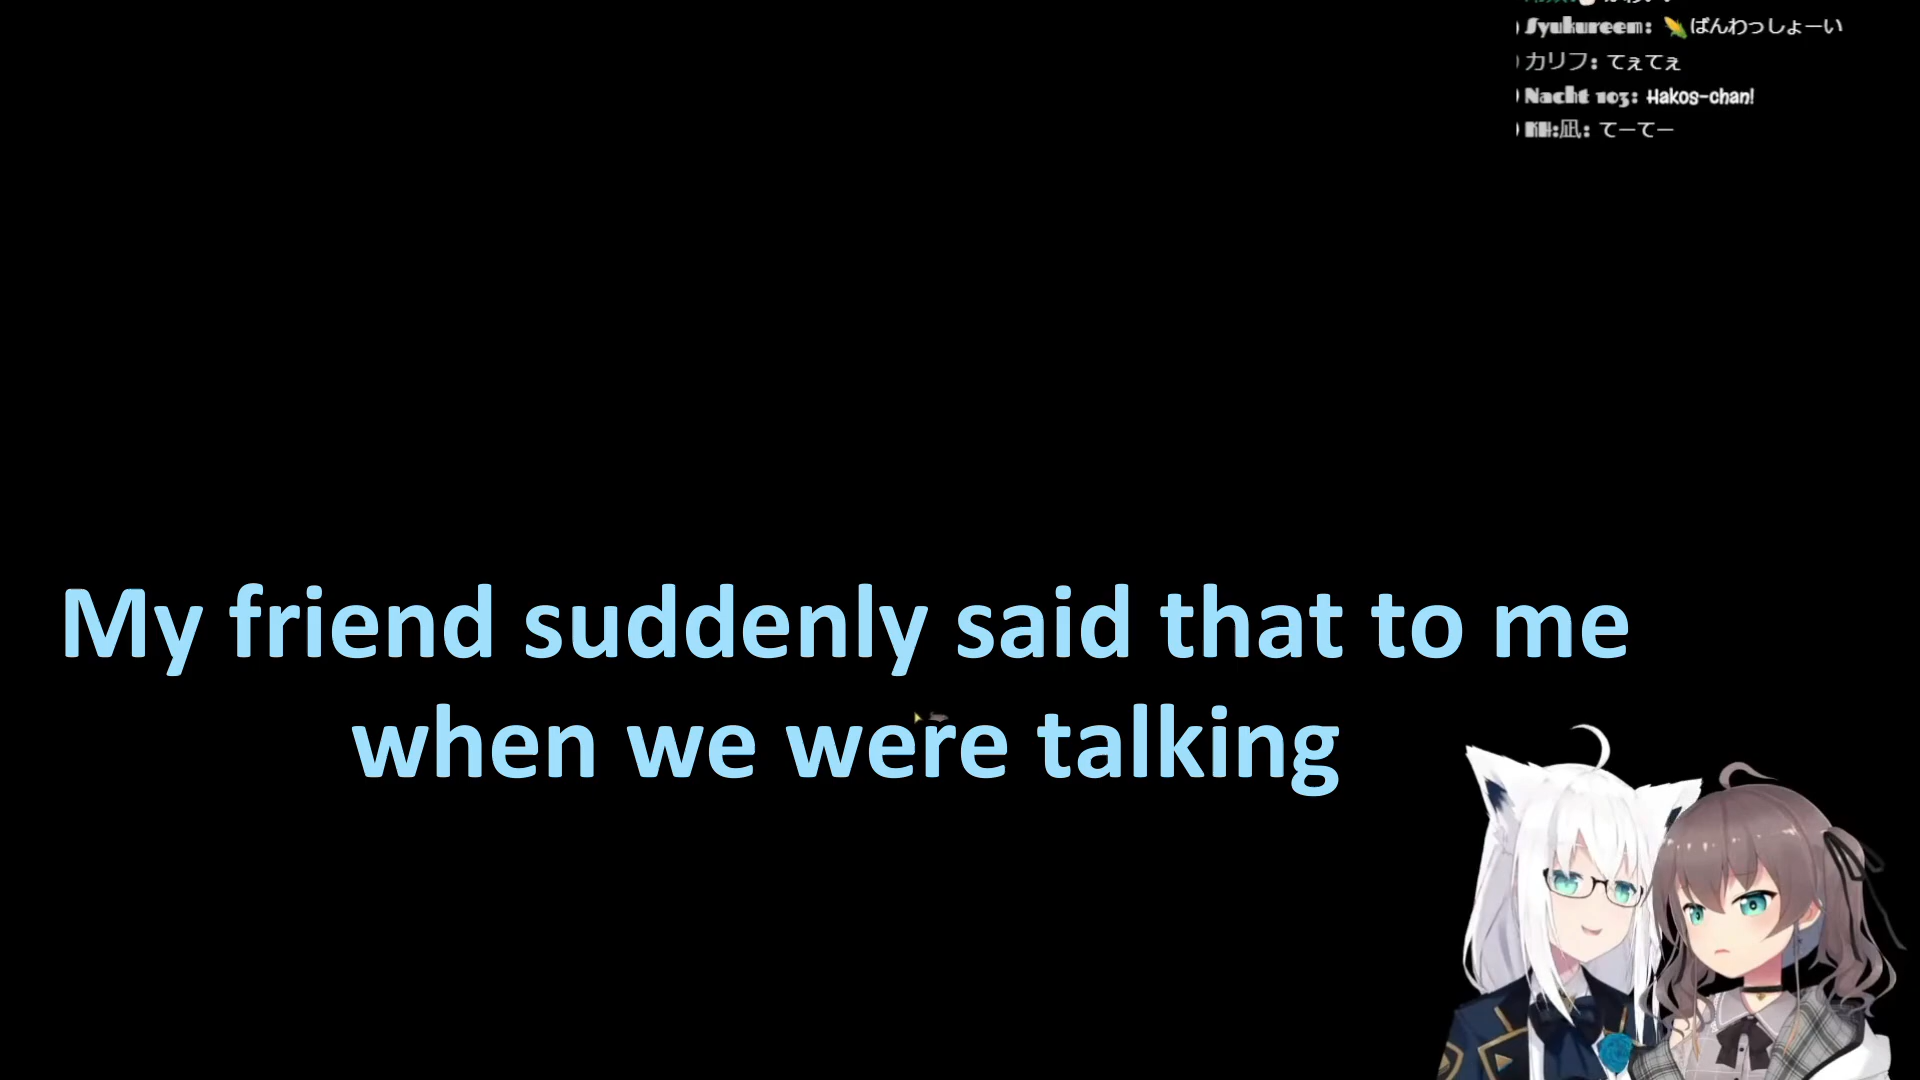 Syukureem: 🌽ばんわっしょーい
カリフ: てぇてぇ
Nacht 103: Hakos-chan!
KH:凪: てーてー
My friend suddenly said that to me
when we were talking